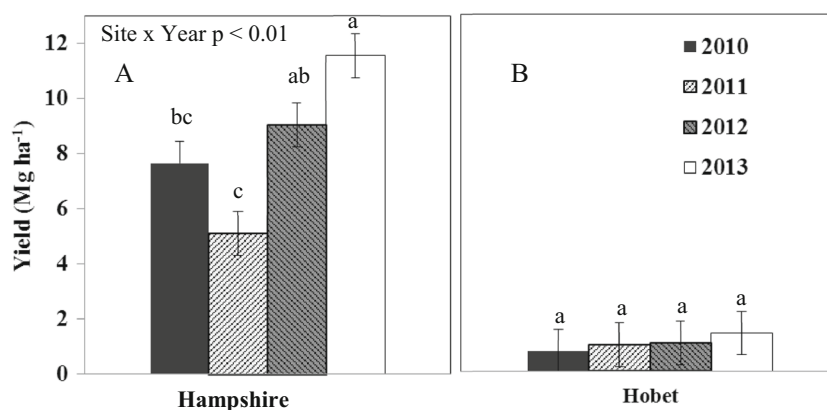 Site x Year p < 0.01
A
B
Yield (Mg ha⁻¹)
12
10
8
6
4
2
0
bc
c
ab
a
a
a
a
a
2010
2011
2012
2013
Hampshire
Hobet